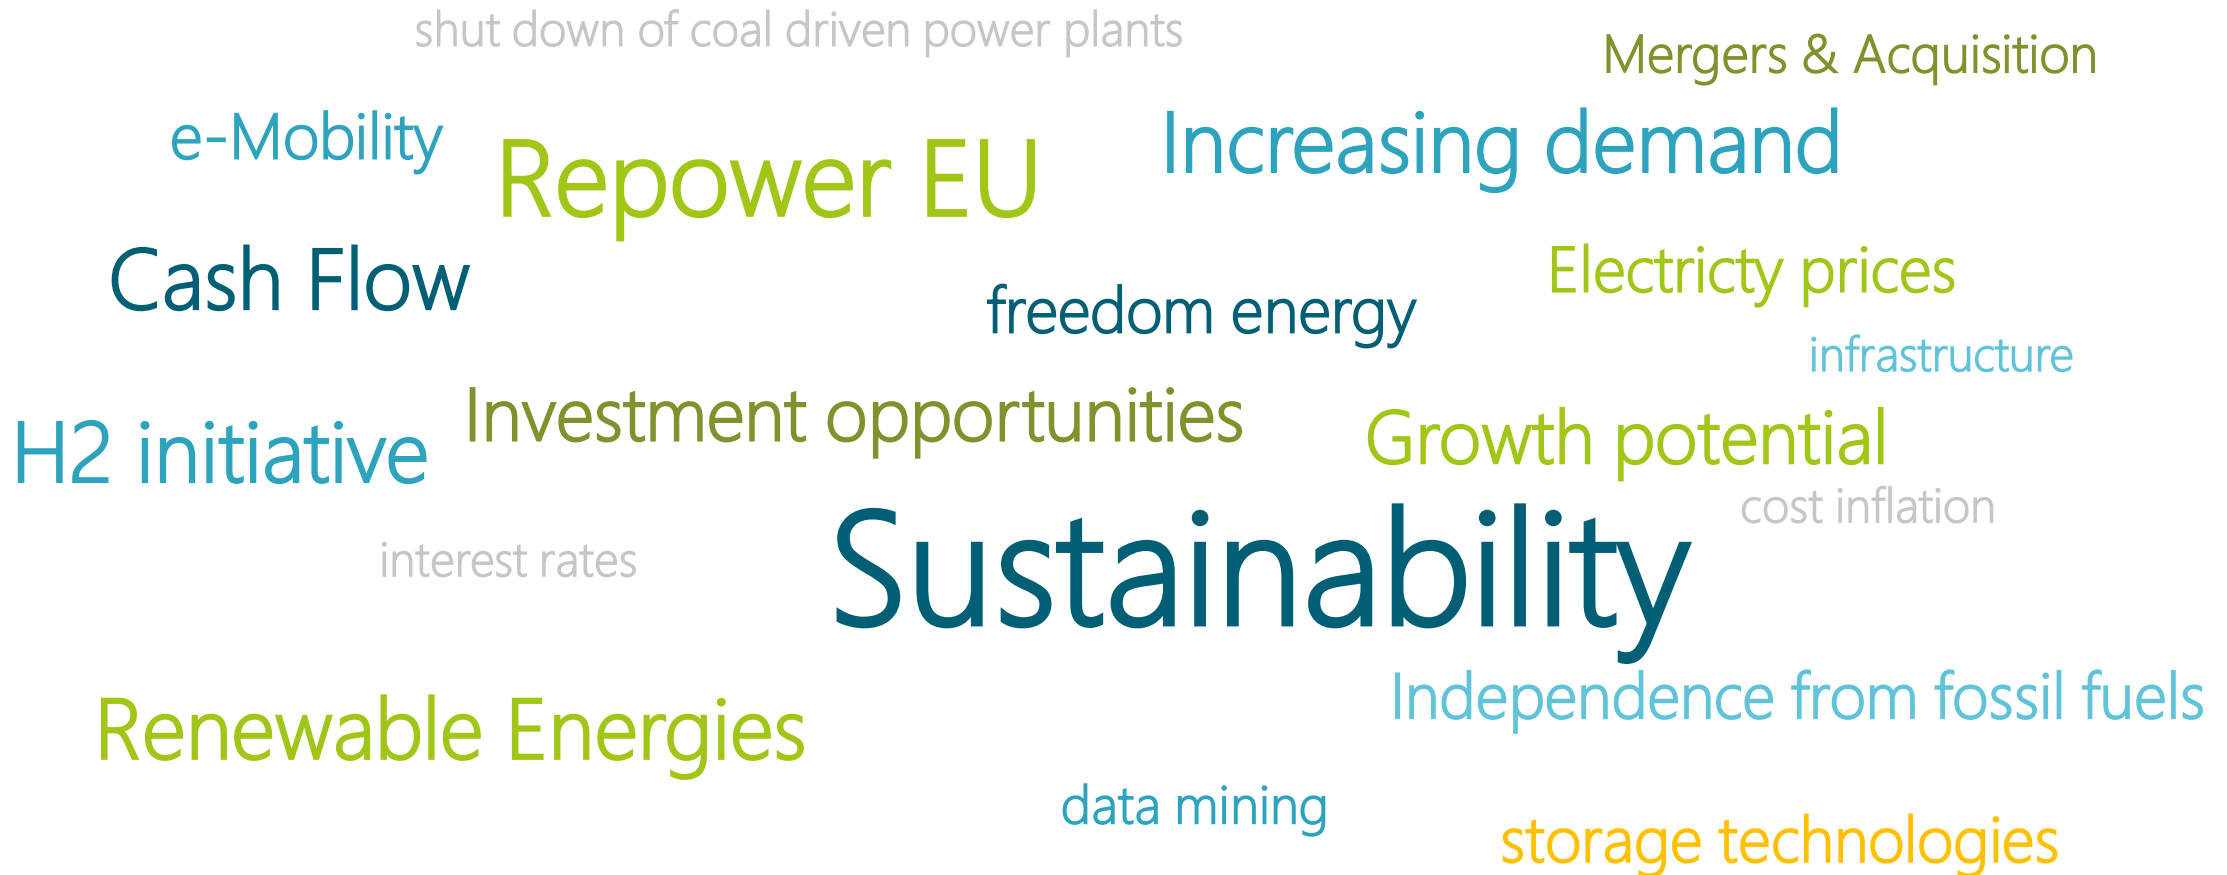 shut down of coal driven power plants
Mergers & Acquisition
e-Mobility
Repower EU
Increasing demand
Cash Flow
freedom energy
Electricty prices
infrastructure
H2 initiative
Investment opportunities
Growth potential
cost inflation
interest rates
Sustainability
Renewable Energies
Independence from fossil fuels
data mining
storage technologies